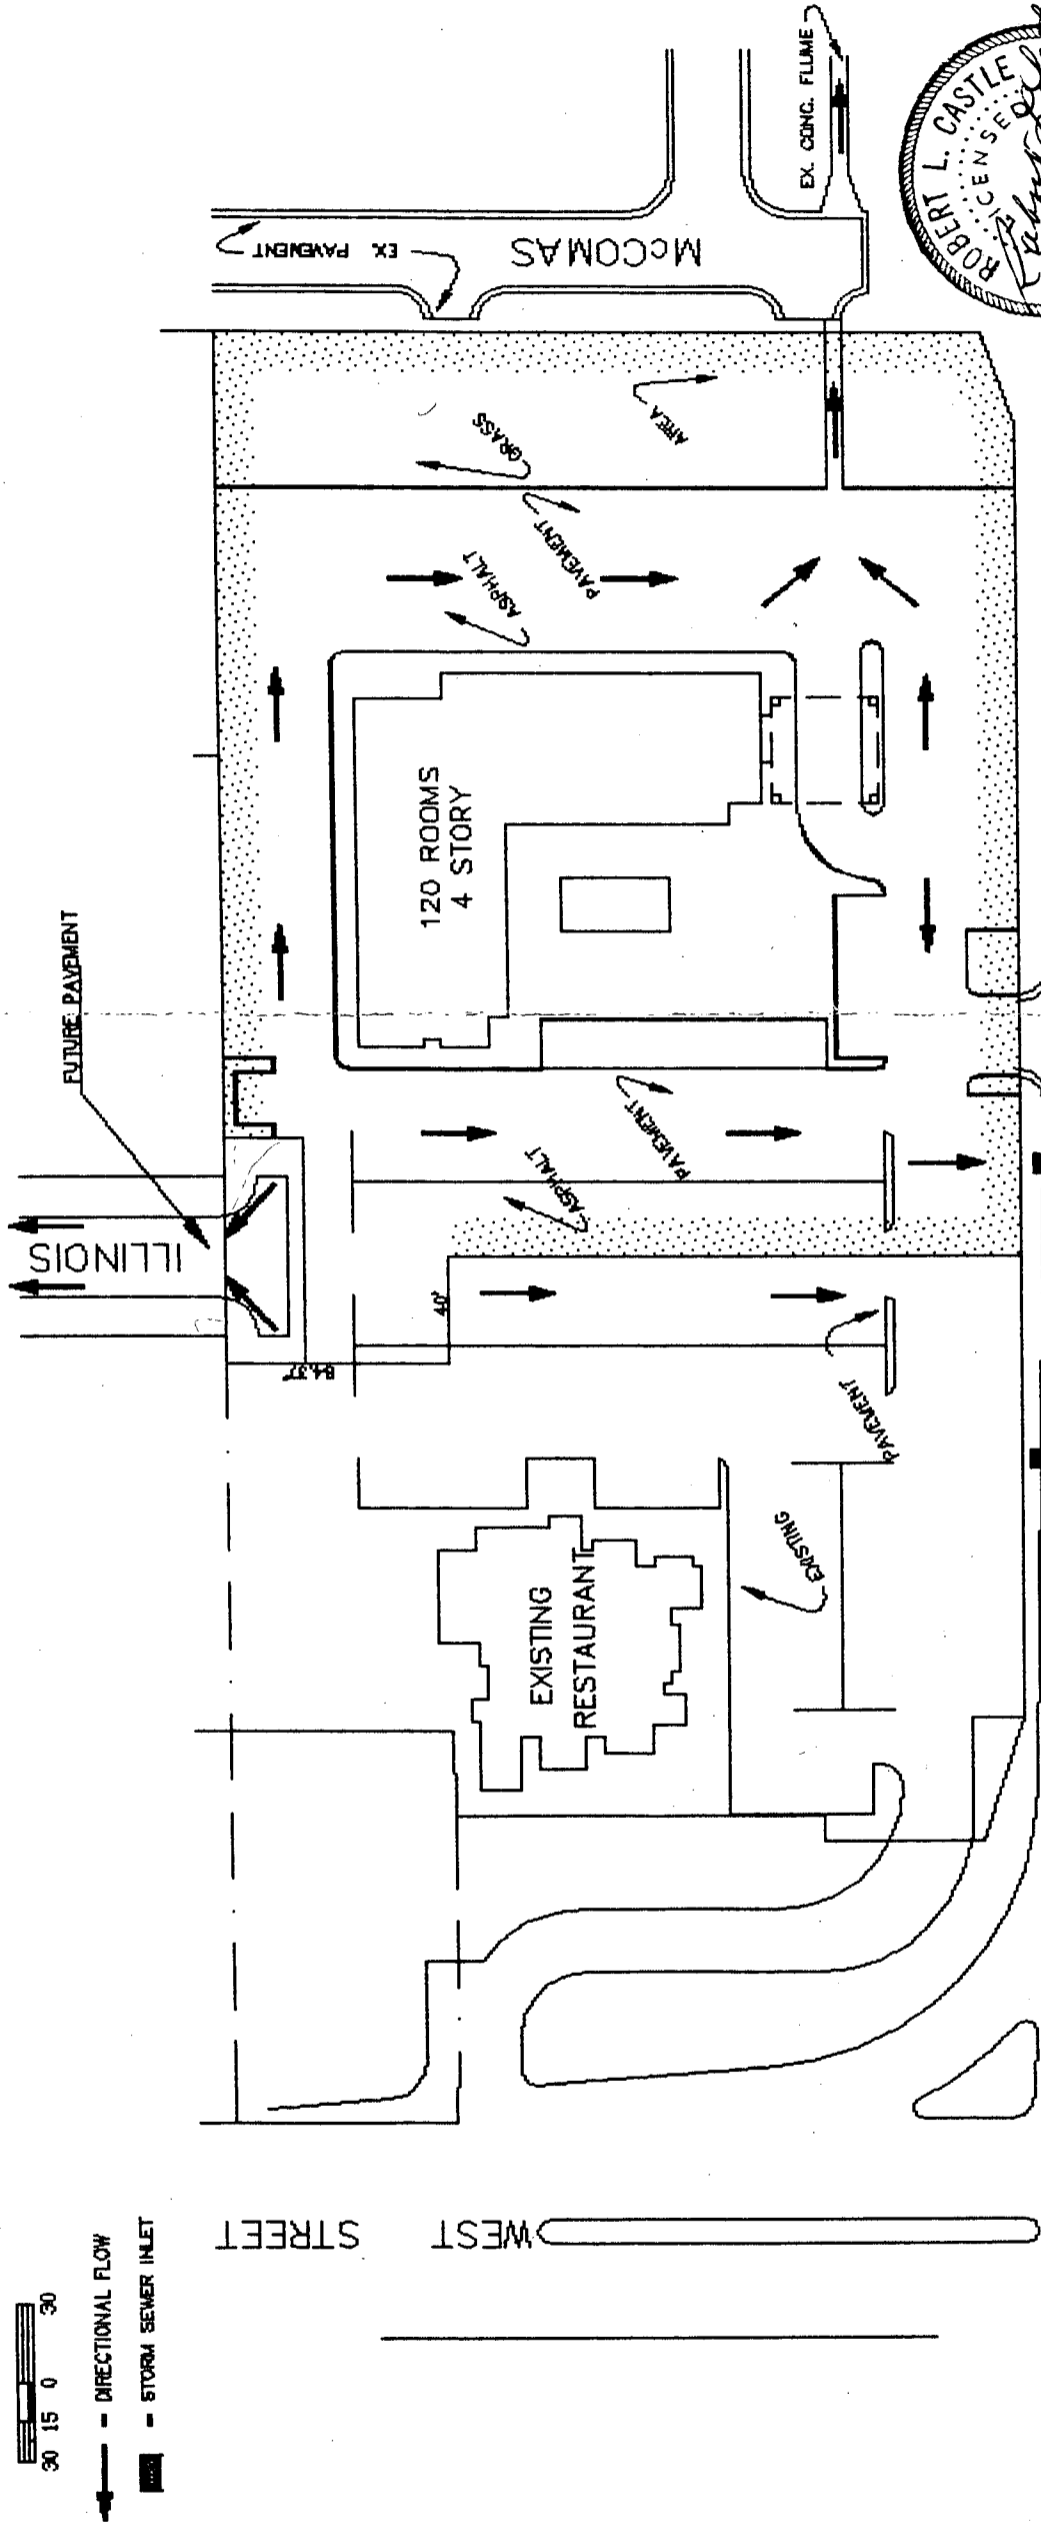 30 15 0 30
- DIRECTIONAL FLOW
- STORM SEWER INLET
WEST STREET
FUTURE PAVEMENT
ILLINOIS
84.37'
40'
EXISTING
RESTAURANT
EXISTING
PAVEMENT
ASPHALT
PAVEMENT
120 ROOMS
4 STORY
ASPHALT
PAVEMENT
GRASS
AREA
EX. PAVEMENT
McCOMAS
EX. CONC. FLUME
ROBERT L. CASTLE
LICENSED